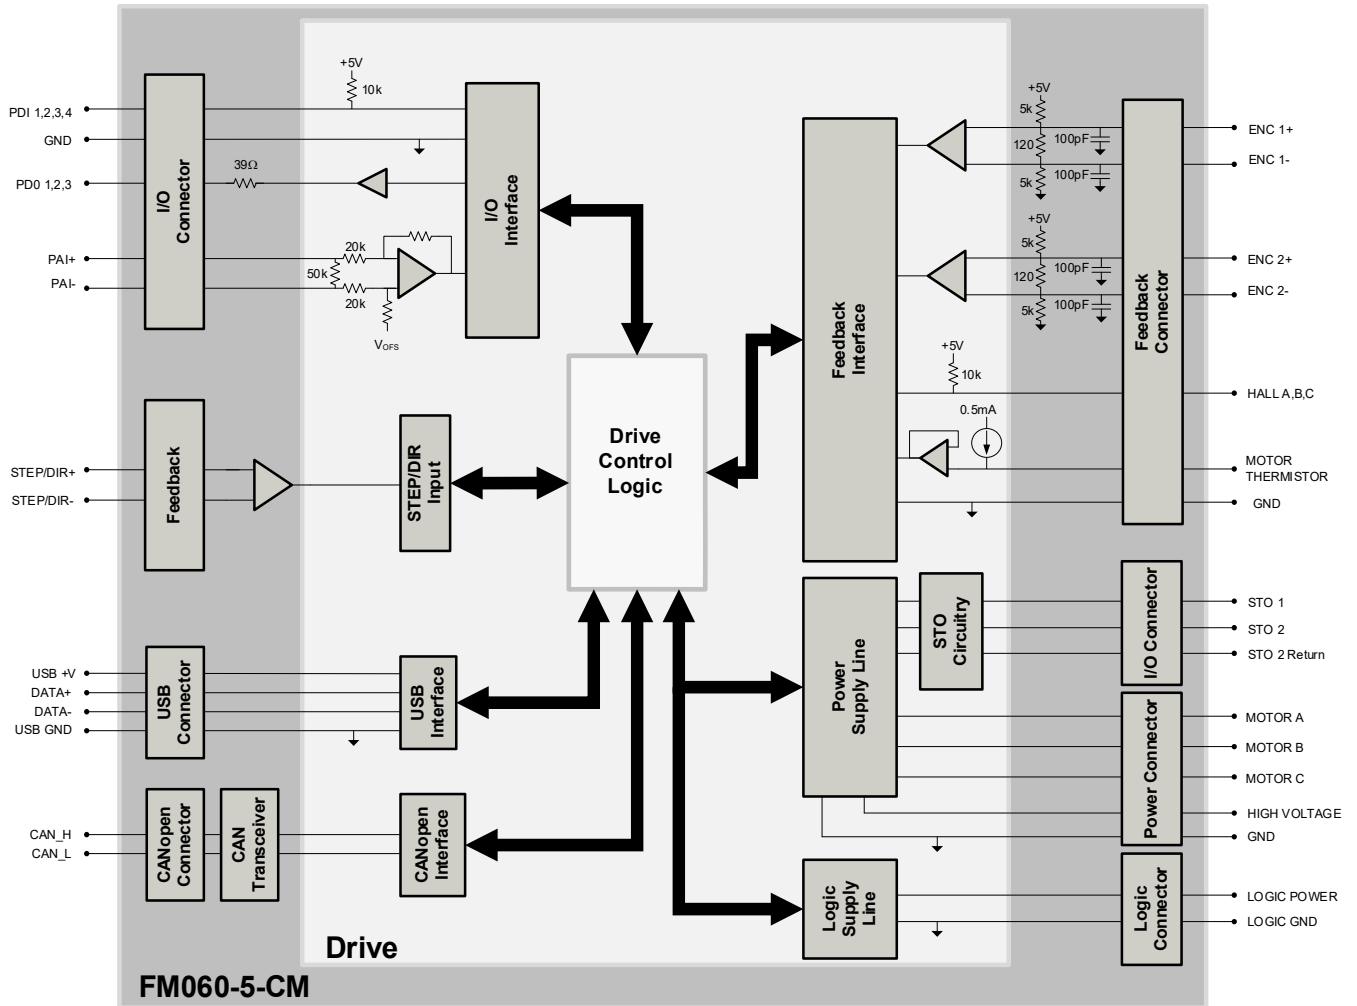 PDI 1,2,3,4
GND
PD0 1,2,3
PAI+
PAI-
I/O
Connector
+5V
10k
39Ω
20k
50k
20k
VOFS
I/O
Interface
STEP/DIR+
STEP/DIR-
Feedback
STEP/DIR
Input
Drive
Control
Logic
USB +V
DATA+
DATA-
USB GND
USB
Connector
USB
Interface
CAN_H
CAN_L
CANopen
Connector
CAN
Transceiver
CANopen
Interface
Feedback
Interface
+5V
5k
120
5k
100pF
100pF
+5V
5k
120
5k
100pF
100pF
+5V
10k
0.5mA
Feedback
Connector
ENC 1+
ENC 1-
ENC 2+
ENC 2-
HALL A,B,C
MOTOR
THERMISTOR
GND
Power
Supply Line
STO
Circuitry
I/O Connector
STO 1
STO 2
STO 2 Return
Power Connector
MOTOR A
MOTOR B
MOTOR C
HIGH VOLTAGE
GND
Logic
Supply
Line
Logic
Connector
LOGIC POWER
LOGIC GND
Drive
FM060-5-CM